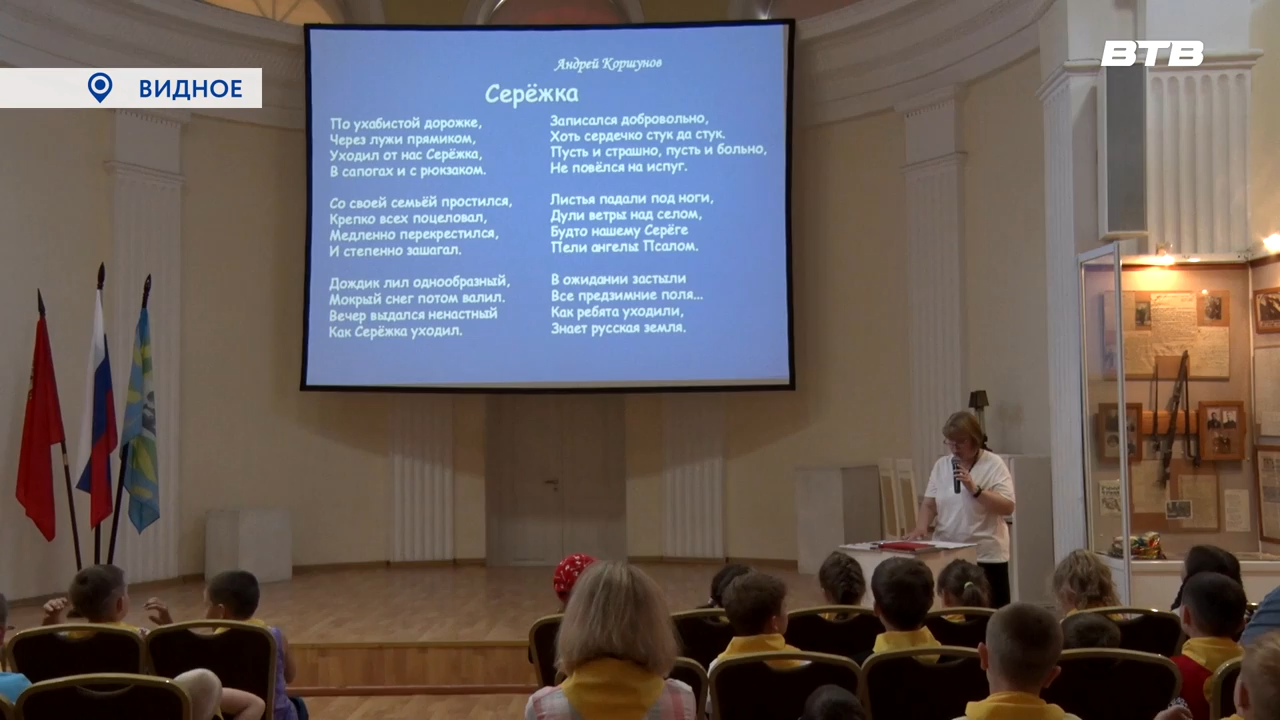 ВИДНОЕ
ВТВ
Андрей Коршунов
Серёжка
По ухабистой дорожке,
Через лужи прямиком,
Уходил от нас Серёжка,
В сапогах и с рюкзаком.
Со своей семьёй простился,
Крепко всех поцеловал,
Медленно перекрестился,
И степенно зашагал.
Дождик лил однообразный,
Мокрый снег потом валил.
Вечер выдался ненастный
Как Серёжка уходил.
Записался добровольно,
Хоть сердечко стук да стук.
Пусть и страшно, пусть и больно,
Не повёлся на испуг.
Листья падали под ноги,
Дули ветры над селом,
Будто нашему Серёге
Пели ангелы Псалом.
В ожидании застыли
Все предзимние поля...
Как ребята уходили,
Знает русская земля.